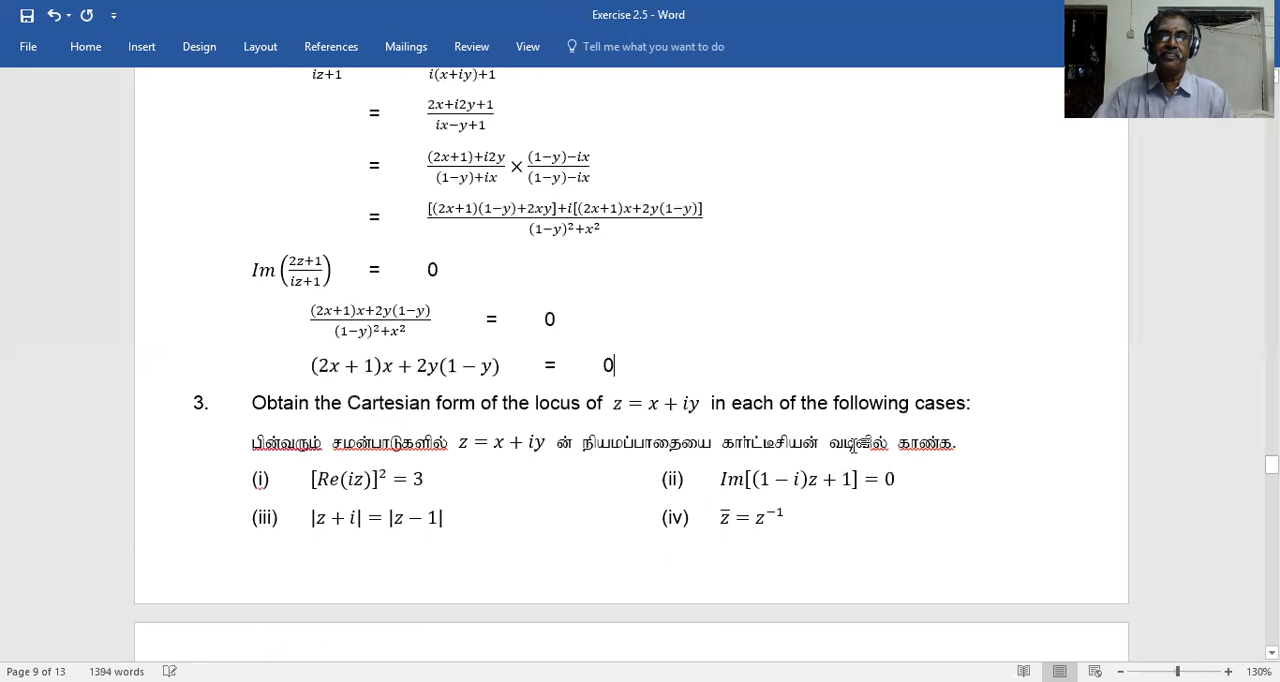 Exercise 2.5 - Word
File Home Insert Design Layout References Mailings Review View Tell me what you want to do
iz+1 i(x+iy)+1
= 2x+i2y+1 / ix−y+1
= (2x+1)+i2y / (1−y)+ix × (1−y)−ix / (1−y)−ix
= [(2x+1)(1−y)+2xy]+i[(2x+1)x+2y(1−y)] / (1−y)²+x²
Im(2z+1 / iz+1) = 0
(2x+1)x+2y(1−y) / (1−y)²+x² = 0
(2x + 1)x + 2y(1 − y) = 0
3. Obtain the Cartesian form of the locus of z = x + iy in each of the following cases:
பின்வரும் சமன்பாடுகளில் z = x + iy ன் நியமப்பாதையை கார்ட்டீசியன் வடிவில் காண்க.
(i) [Re(iz)]² = 3 (ii) Im[(1 − i)z + 1] = 0
(iii) |z + i| = |z − 1| (iv) z̅ = z⁻¹
Page 9 of 13 1394 words 130%